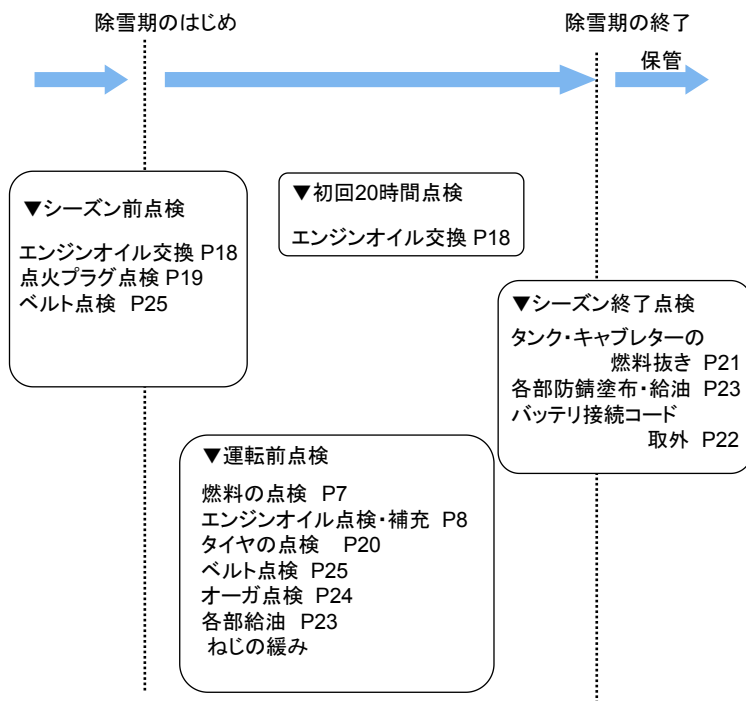 除雪期のはじめ
除雪期の終了
保管
▼シーズン前点検
エンジンオイル交換 P18
点火プラグ点検 P19
ベルト点検 P25
▼初回20時間点検
エンジンオイル交換 P18
▼シーズン終了点検
タンク・キャブレターの
燃料抜き P21
各部防錆塗布・給油 P23
バッテリ接続コード
取外 P22
▼運転前点検
燃料の点検 P7
エンジンオイル点検・補充 P8
タイヤの点検 P20
ベルト点検 P25
オーガ点検 P24
各部給油 P23
ねじの緩み